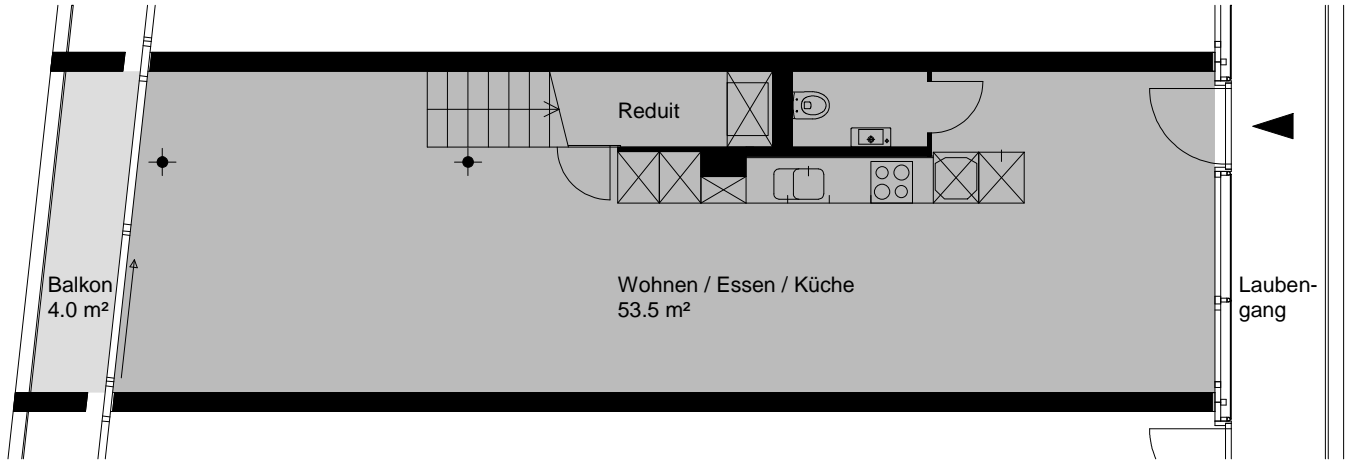 Reduit
Balkon
4.0 m²
Wohnen / Essen / Küche
53.5 m²
Lauben-
gang